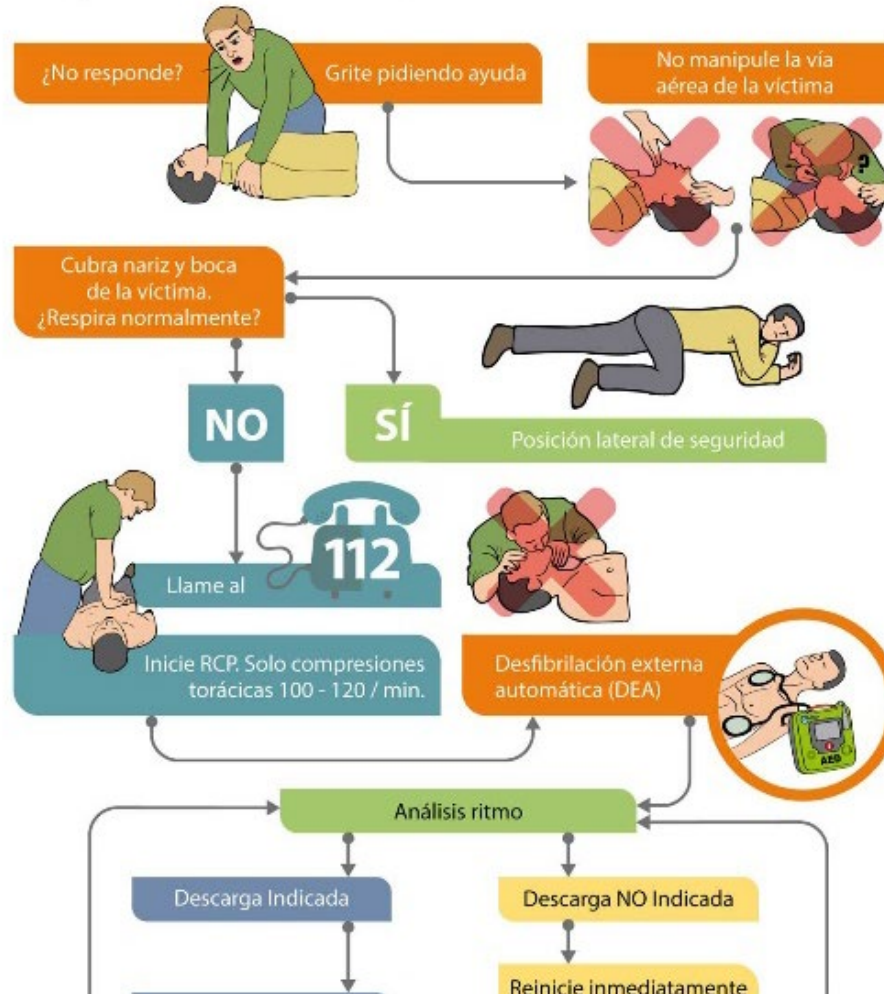 ¿No responde?
Grite pidiendo ayuda
No manipule la vía
aérea de la víctima
?
Cubra nariz y boca
de la víctima.
¿Respira normalmente?
NO
SÍ
Posición lateral de seguridad
Llame al
112
Inicie RCP. Solo compresiones
torácicas 100 - 120 / min.
Desfibrilación externa
automática (DEA)
AED
Análisis ritmo
Descarga Indicada
Descarga NO Indicada
Reinicie inmediatamente